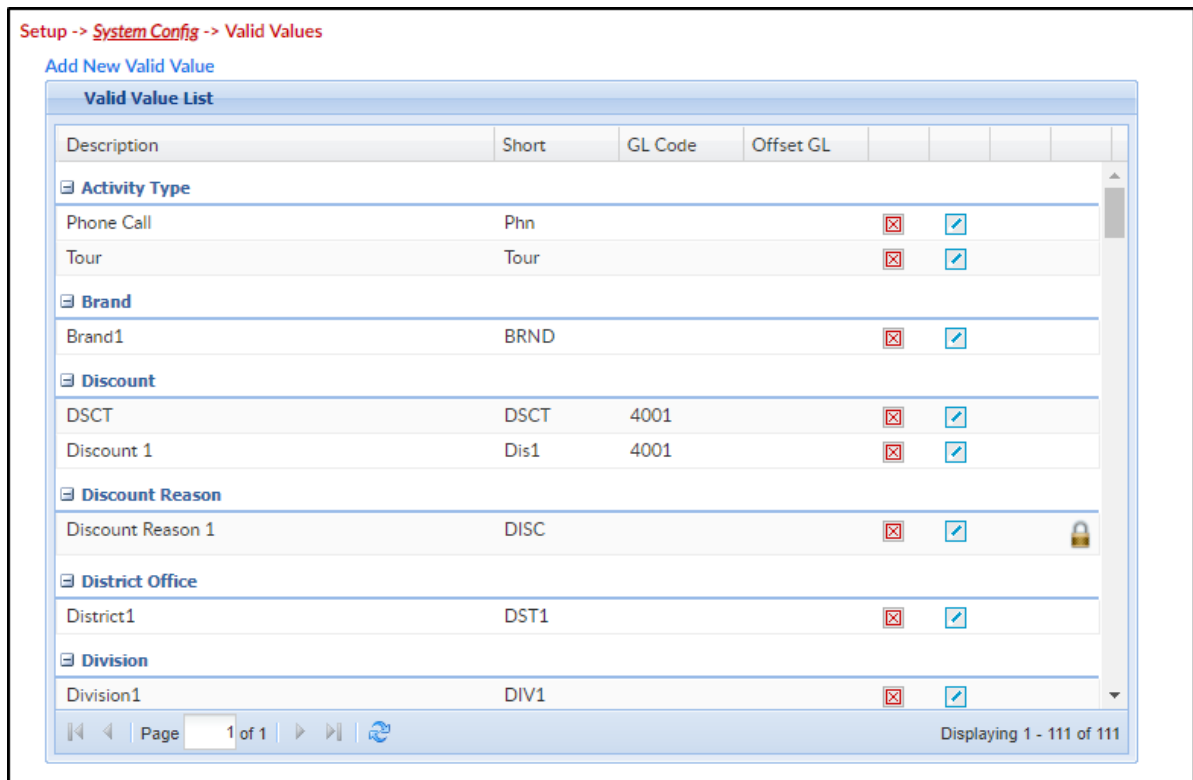 Setup -> System Config -> Valid Values
Add New Valid Value
Valid Value List
Description Short GL Code Offset GL
Activity Type
Phone Call Phn
Tour Tour
Brand
Brand1 BRND
Discount
DSCT DSCT 4001
Discount 1 Dis1 4001
Discount Reason
Discount Reason 1 DISC
District Office
District1 DST1
Division
Division1 DIV1
Page 1 of 1 Displaying 1 - 111 of 111